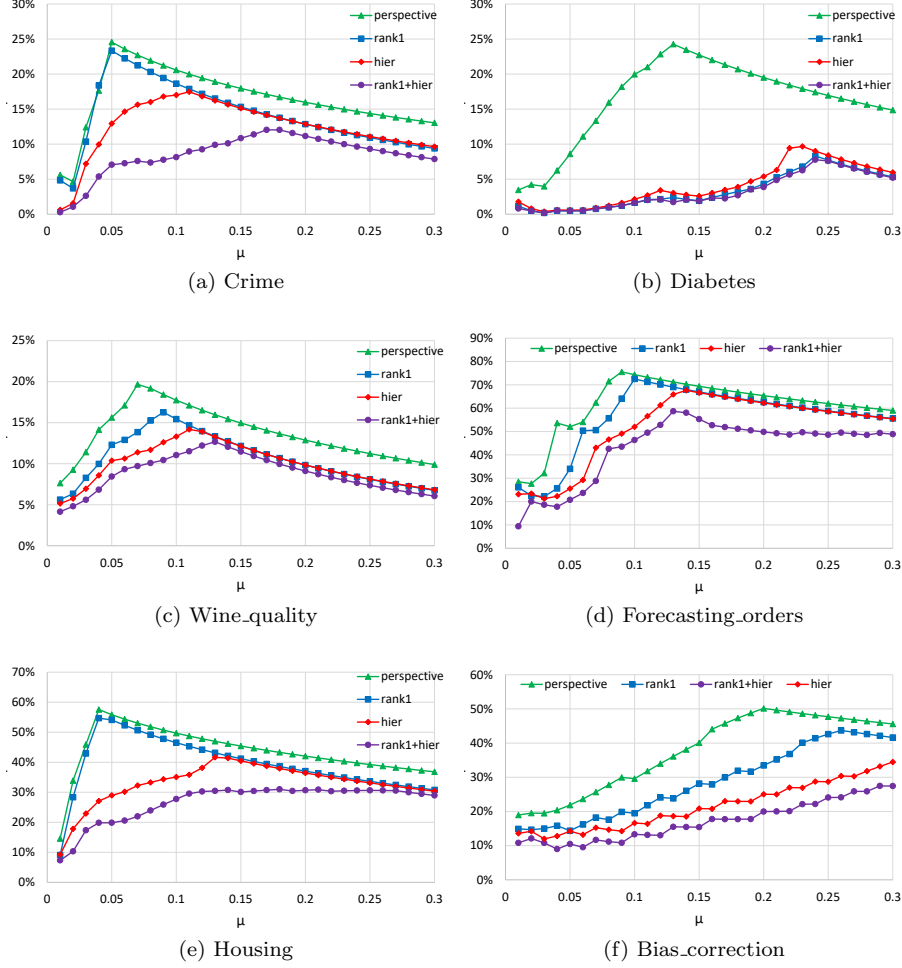 30%
25%
20%
15%
10%
5%
0%
0 0.05 0.1 0.15 0.2 0.25 0.3
μ
perspective
rank1
hier
rank1+hier
(a) Crime
30%
25%
20%
15%
10%
5%
0%
0 0.05 0.1 0.15 0.2 0.25 0.3
μ
perspective
rank1
hier
rank1+hier
(b) Diabetes
25%
20%
15%
10%
5%
0%
0 0.05 0.1 0.15 0.2 0.25 0.3
μ
perspective
rank1
hier
rank1+hier
(c) Wine_quality
90%
80%
70%
60%
50%
40%
30%
20%
10%
0%
0 0.05 0.1 0.15 0.2 0.25 0.3
μ
perspective rank1 hier rank1+hier
(d) Forecasting_orders
70%
60%
50%
40%
30%
20%
10%
0%
0 0.05 0.1 0.15 0.2 0.25 0.3
μ
perspective
rank1
hier
rank1+hier
(e) Housing
60%
50%
40%
30%
20%
10%
0%
0 0.05 0.1 0.15 0.2 0.25 0.3
μ
perspective rank1 rank1+hier hier
(f) Bias_correction